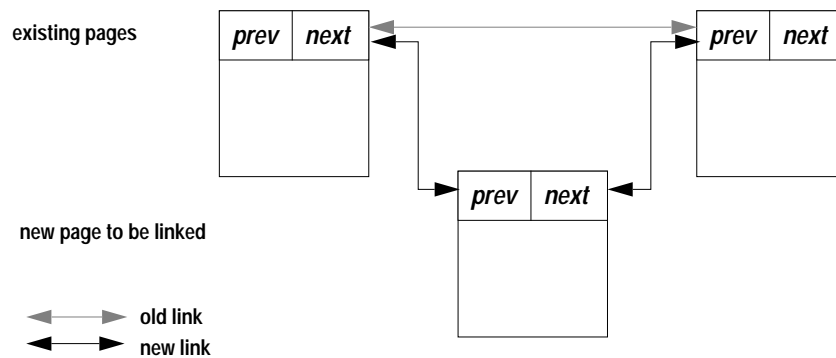 existing pages
prev next
prev next
prev next
new page to be linked
old link
new link